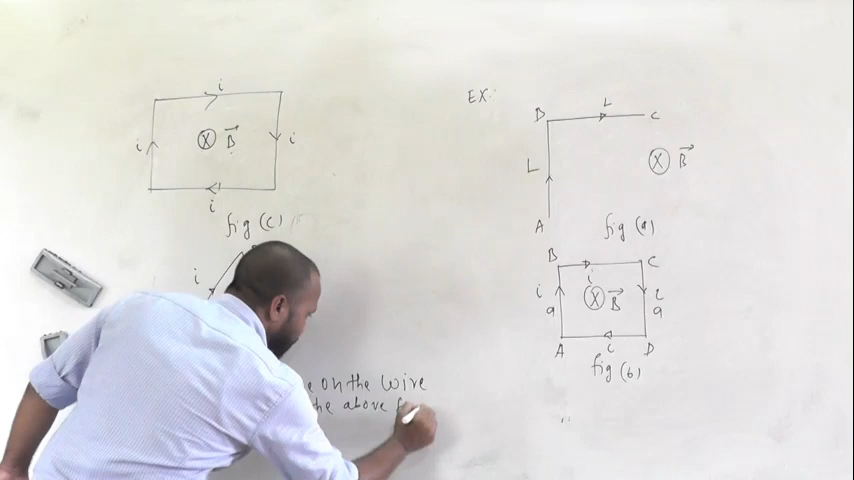 i
i
⊗ B⃗
i
i
fig (c)
i
on the wire
the above
EX:
B
L
C
L
⊗ B⃗
A
fig (a)
B
C
i
i
⊗ B⃗
i
a
a
i
A
D
fig (b)